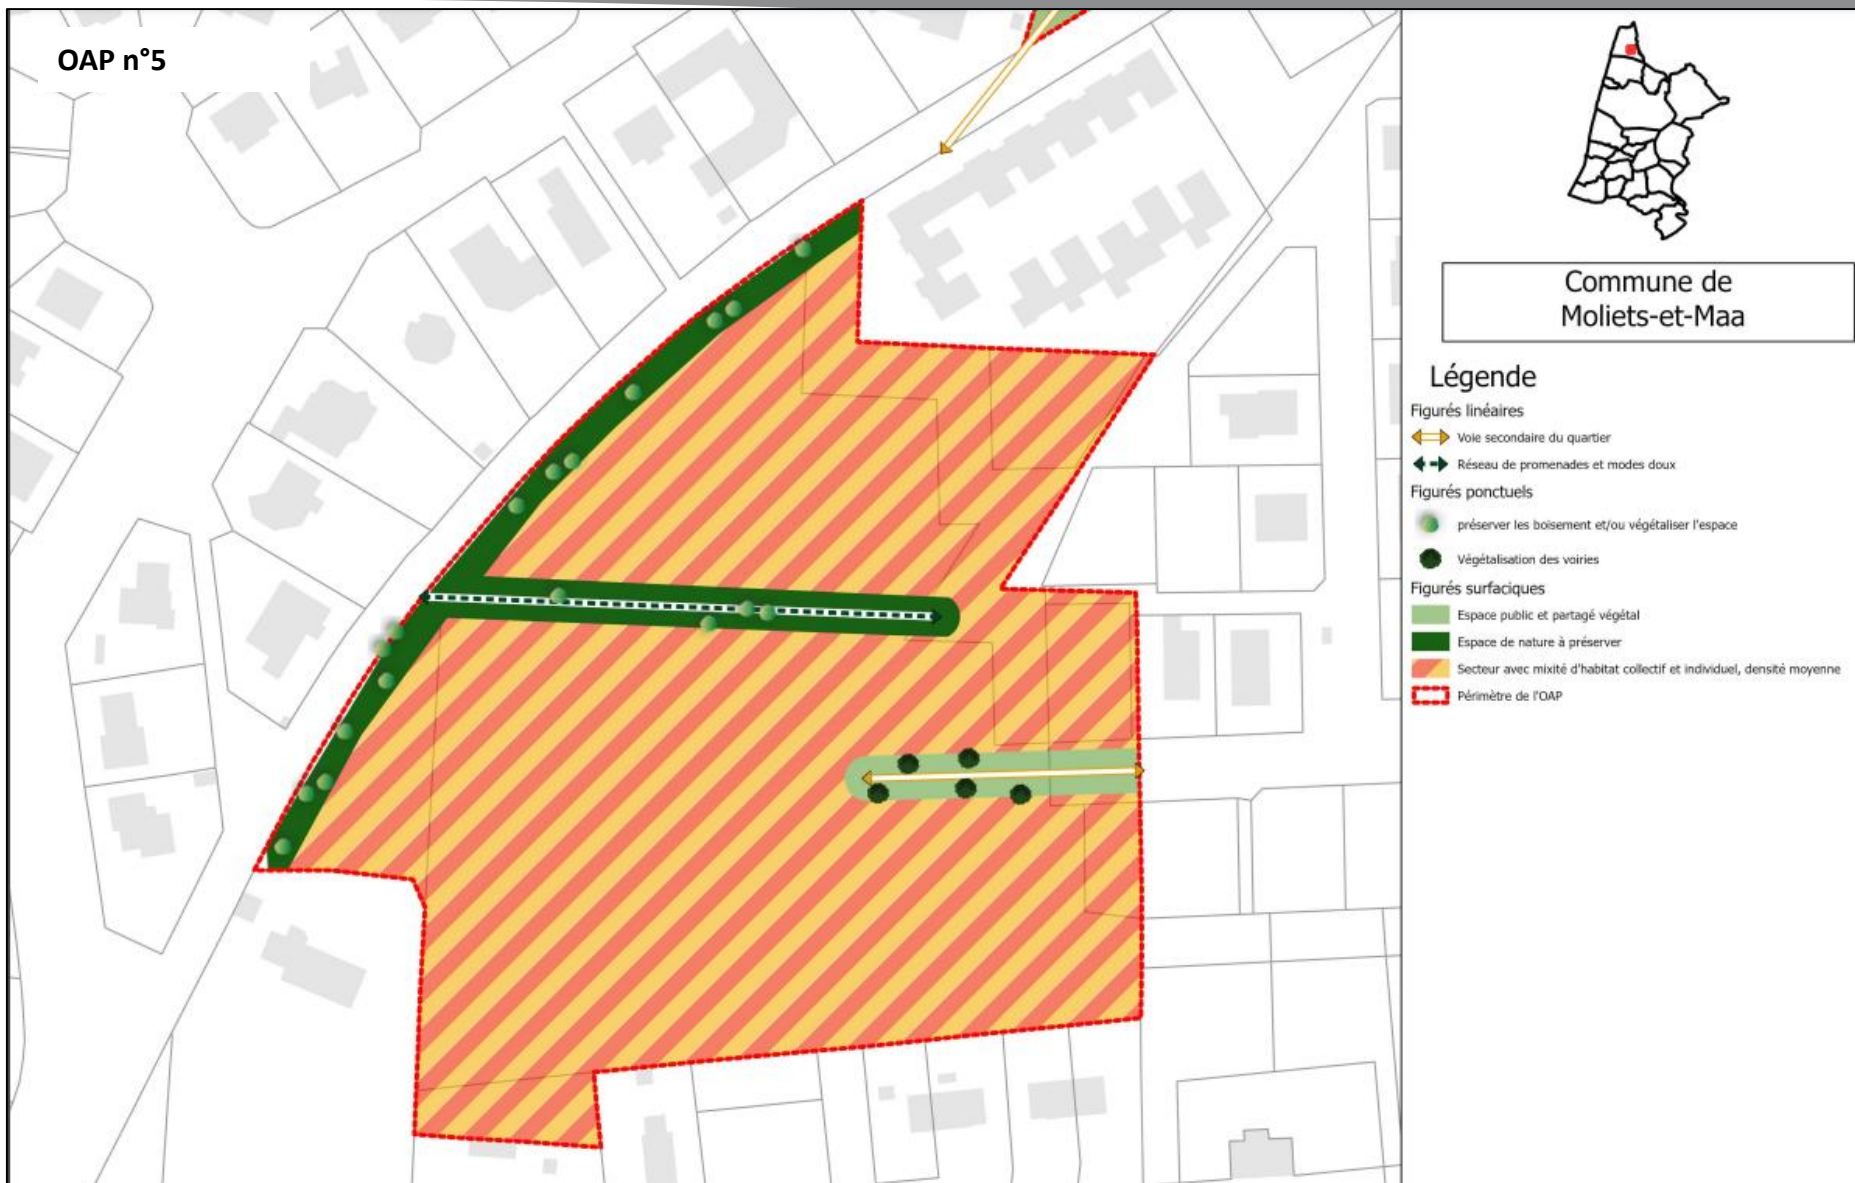 OAP n°5
Commune de
Moliets-et-Maa
Légende
Figurés linéaires
Voie secondaire du quartier
Réseau de promenades et modes doux
Figurés ponctuels
préserver les boisement et/ou végétaliser l'espace
Végétalisation des voiries
Figurés surfaciques
Espace public et partagé végétal
Espace de nature à préserver
Secteur avec mixité d'habitat collectif et individuel, densité moyenne
Périmètre de l'OAP